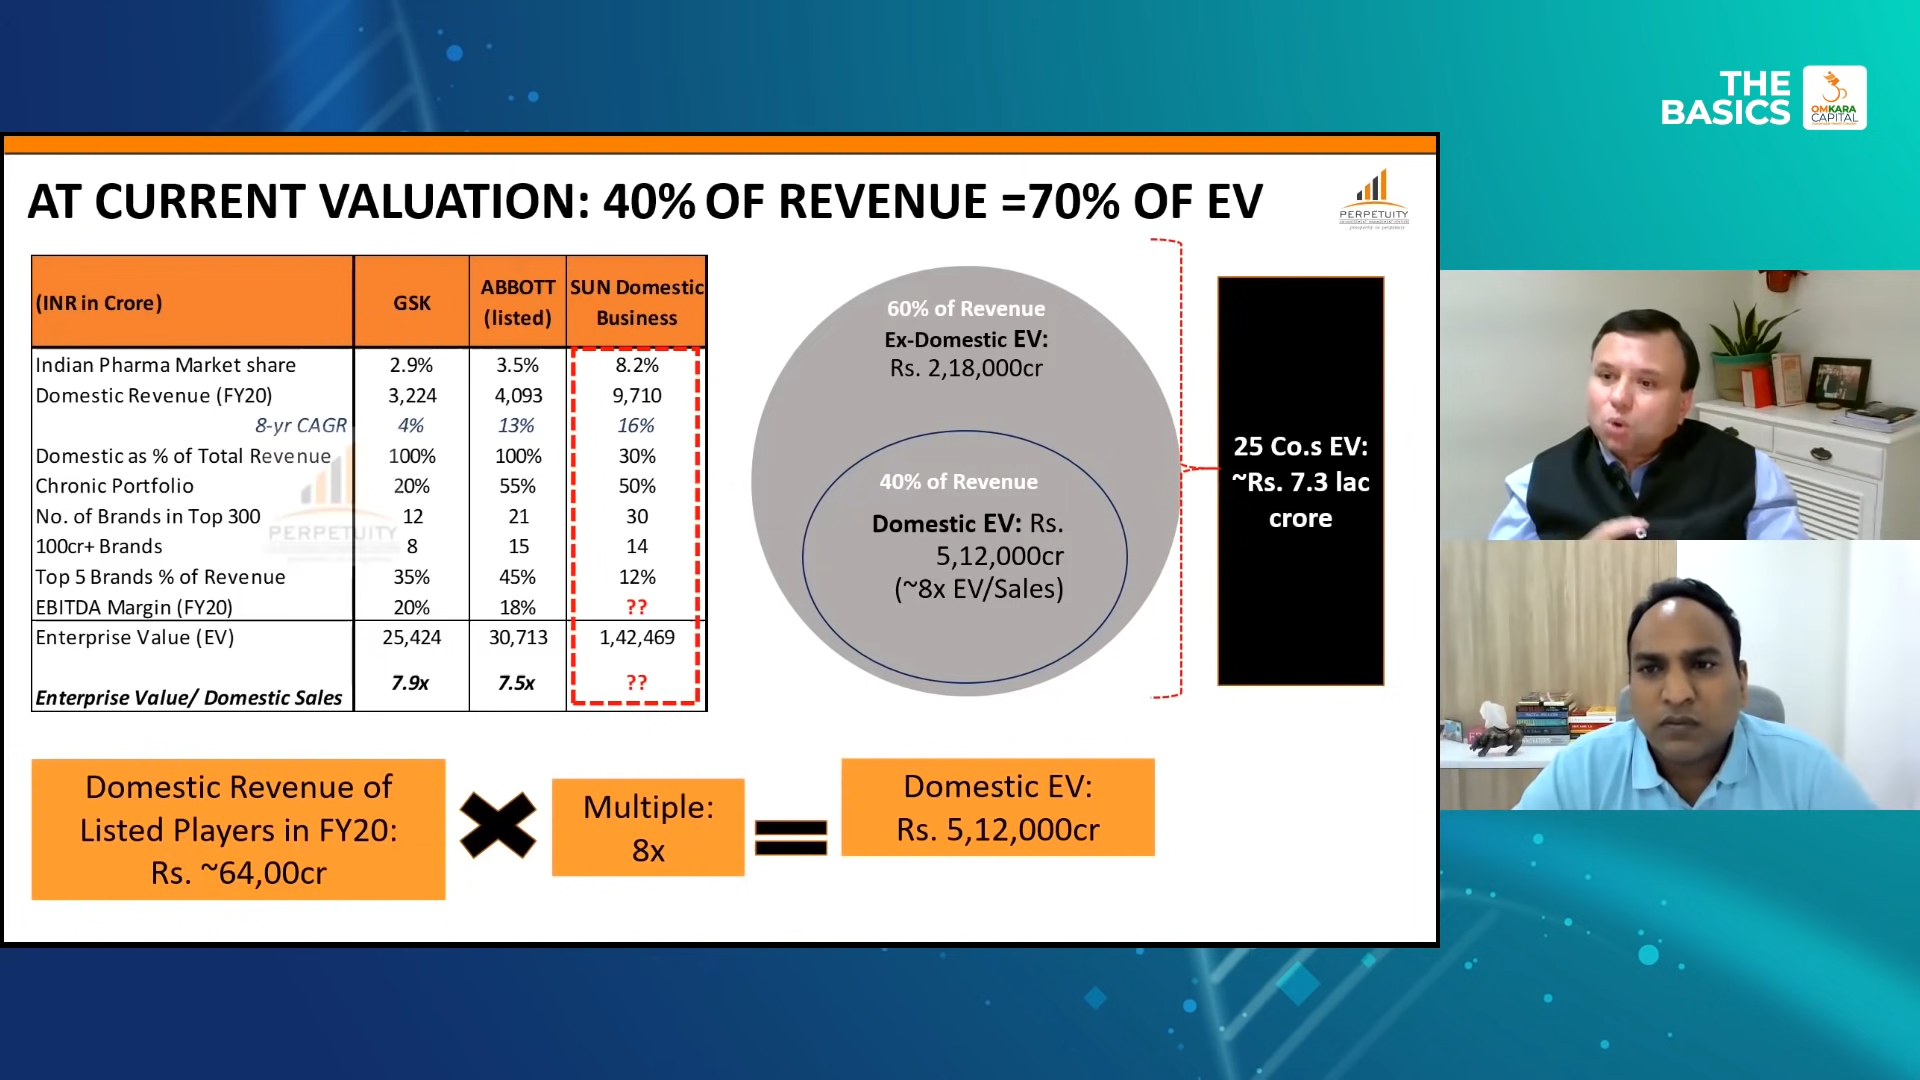 THE
BASICS
OMKARA
CAPITAL
AT CURRENT VALUATION: 40% OF REVENUE =70% OF EV
PERPETUITY
prosperity in perpetuity
(INR in Crore) GSK ABBOTT (listed) SUN Domestic Business
Indian Pharma Market share 2.9% 3.5% 8.2%
Domestic Revenue (FY20) 3,224 4,093 9,710
8-yr CAGR 4% 13% 16%
Domestic as % of Total Revenue 100% 100% 30%
Chronic Portfolio 20% 55% 50%
No. of Brands in Top 300 12 21 30
100cr+ Brands 8 15 14
Top 5 Brands % of Revenue 35% 45% 12%
EBITDA Margin (FY20) 20% 18% ??
Enterprise Value (EV) 25,424 30,713 1,42,469
Enterprise Value/ Domestic Sales 7.9x 7.5x ??
PERPETUITY
60% of Revenue
Ex-Domestic EV:
Rs. 2,18,000cr
40% of Revenue
Domestic EV: Rs.
5,12,000cr
(~8x EV/Sales)
25 Co.s EV:
~Rs. 7.3 lac
crore
Domestic Revenue of
Listed Players in FY20:
Rs. ~64,00cr
Multiple:
8x
Domestic EV:
Rs. 5,12,000cr